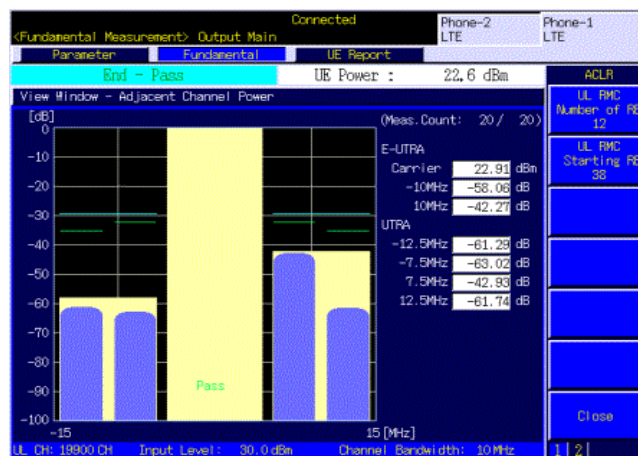 Connected
Phone-2 Phone-1
<Fundamental Measurement> Output Main LTE LTE
Parameter Fundamental UE Report
End - Pass UE Power : 22.6 dBm ACLR
View Window - Adjacent Channel Power
UL RMC
Number of RB
12
UL RMC
Starting RB
38
Close
1 2
[dB]
0
-10
-20
-30
-40
-50
-60
-70
-80
-90
-100
Pass
-15 15 [MHz]
(Meas.Count: 20/ 20)
E-UTRA
Carrier 22.91 dBm
-10MHz -58.06 dB
10MHz -42.27 dB
UTRA
-12.5MHz -61.29 dB
-7.5MHz -63.02 dB
7.5MHz -42.93 dB
12.5MHz -61.74 dB
UL CH: 19900 CH Input Level: 30.0 dBm Channel Bandwidth: 10 MHz